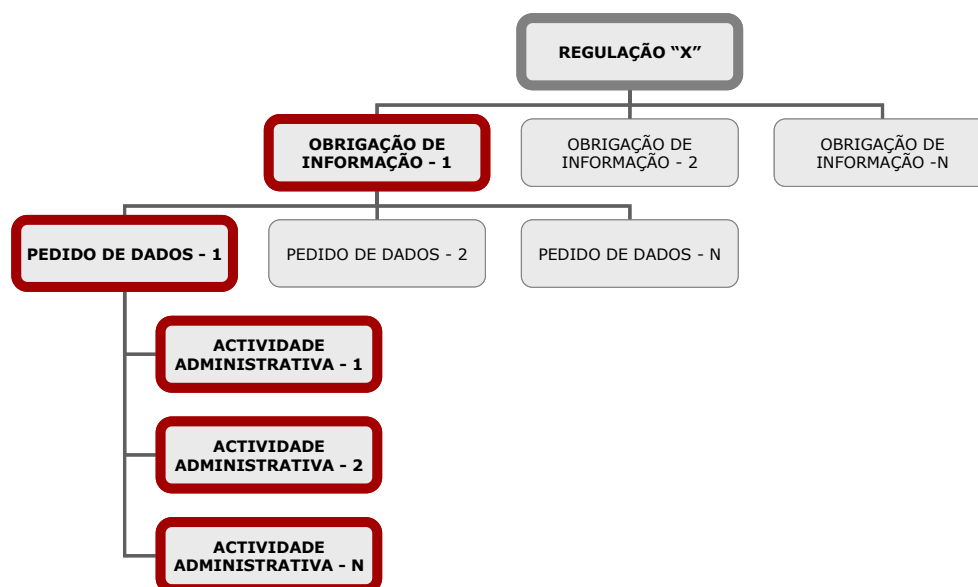 REGULAÇÃO “X”
OBRIGAÇÃO DE
INFORMAÇÃO - 1
OBRIGAÇÃO DE
INFORMAÇÃO - 2
OBRIGAÇÃO DE
INFORMAÇÃO -N
PEDIDO DE DADOS - 1
PEDIDO DE DADOS - 2
PEDIDO DE DADOS - N
ACTIVIDADE
ADMINISTRATIVA - 1
ACTIVIDADE
ADMINISTRATIVA - 2
ACTIVIDADE
ADMINISTRATIVA - N